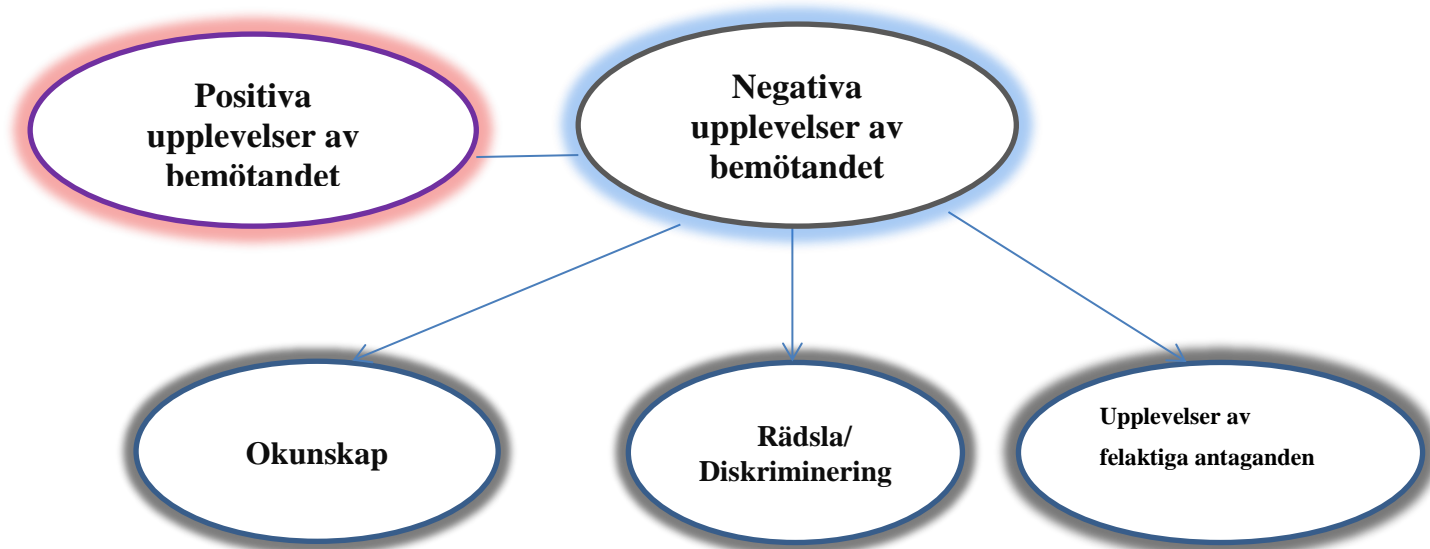 Positiva
upplevelser av
bemötandet
Negativa
upplevelser av
bemötandet
Okunskap
Rädsla/
Diskriminering
Upplevelser av
felaktiga antaganden